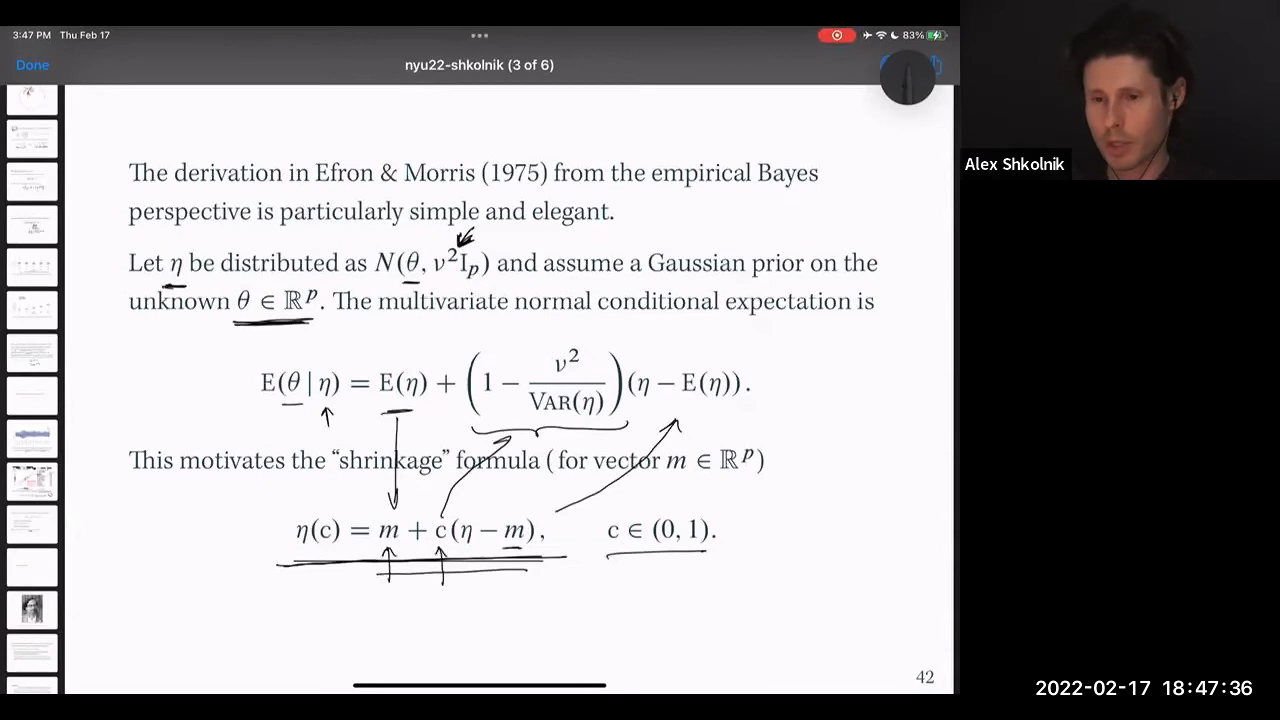 3:47 PM Thu Feb 17
83%
Done
nyu22-shkolnik (3 of 6)
The derivation in Efron & Morris (1975) from the empirical Bayes
perspective is particularly simple and elegant.
Let η be distributed as N(θ, ν²I_p) and assume a Gaussian prior on the
unknown θ ∈ ℝ^p. The multivariate normal conditional expectation is
E(θ | η) = E(η) + (1 − ν²/VAR(η))(η − E(η)).
This motivates the “shrinkage” formula (for vector m ∈ ℝ^p)
η(c) = m + c(η − m), c ∈ (0, 1).
42
Alex Shkolnik
2022-02-17 18:47:36